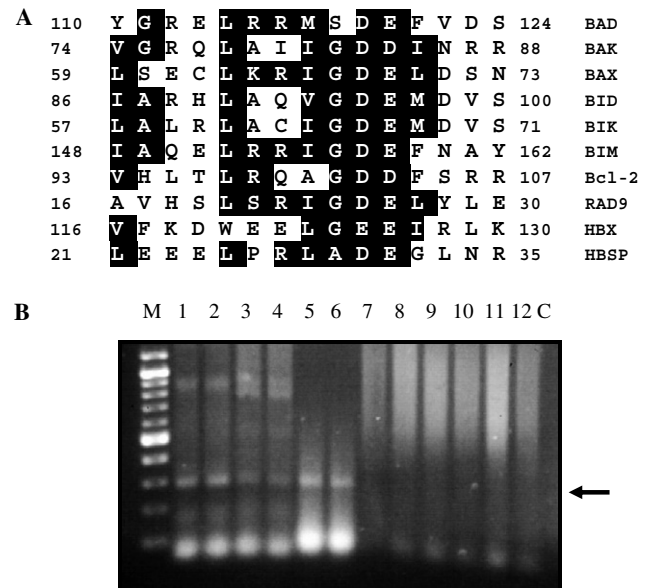 A
110 Y G R E L R R M S D E F V D S 124 BAD
74 V G R Q L A I I G D D I N R R 88 BAK
59 L S E C L K R I G D E L D S N 73 BAX
86 I A R H L A Q V G D E M D V S 100 BID
57 L A L R L A C I G D E M D V S 71 BIK
148 I A Q E L R R I G D E F N A Y 162 BIM
93 V H L T L R Q A G D D F S R R 107 Bcl-2
16 A V H S L S R I G D E L Y L E 30 RAD9
116 V F K D W E E L G E E I R L K 130 HBX
21 L E E E L P R L A D E G L N R 35 HBSP
B
M 1 2 3 4 5 6 7 8 9 10 11 12 C